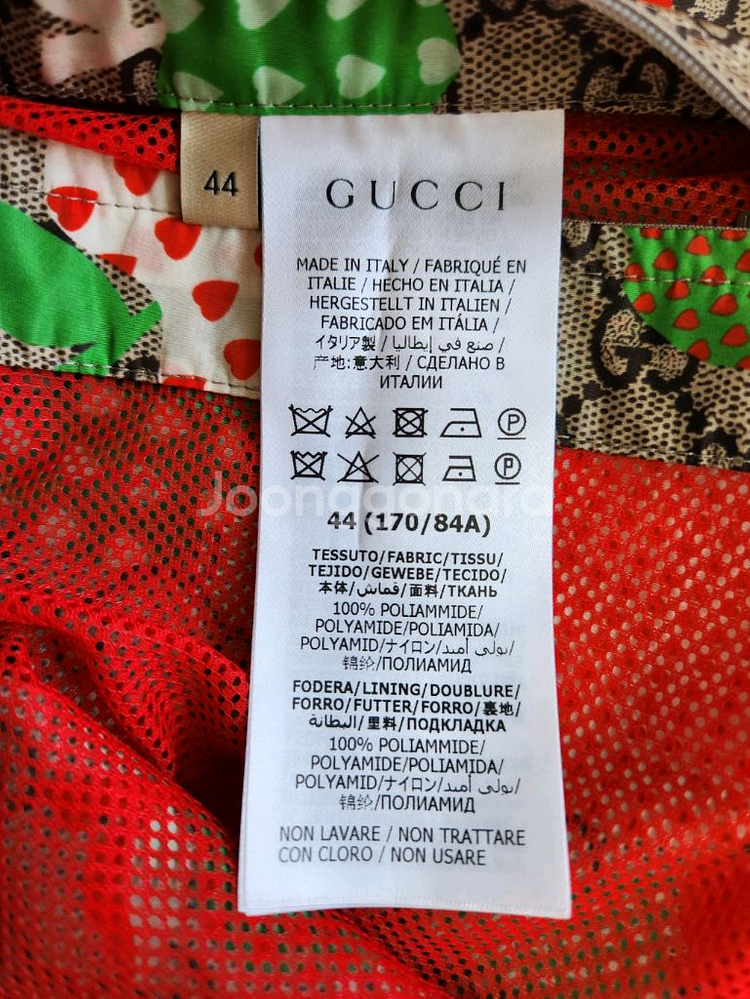 44
GUCCI
MADE IN ITALY / FABRIQUÉ EN
ITALIE / HECHO EN ITALIA /
HERGESTELLT IN ITALIEN /
FABRICADO EM ITÁLIA /
イタリア製 / صنع في إيطاليا /
产地:意大利 / СДЕЛАНО В
ИТАЛИИ
P
P
Joonggonara
44 (170/84A)
TESSUTO/FABRIC/TISSU/
TEJIDO/GEWEBE/TECIDO/
本体/قماش/面料/ТКАНЬ
100% POLIAMMIDE/
POLYAMIDE/POLIAMIDA/
POLYAMID/ナイロン/بولي أميد/
锦纶/ПОЛИАМИД
FODERA/LINING/DOUBLURE/
FORRO/FUTTER/FORRO/裏地/
البطانة/里料/ПОДКЛАДКА
100% POLIAMMIDE/
POLYAMIDE/POLIAMIDA/
POLYAMID/ナイロン/بولي أميد/
锦纶/ПОЛИАМИД
NON LAVARE / NON TRATTARE
CON CLORO / NON USARE